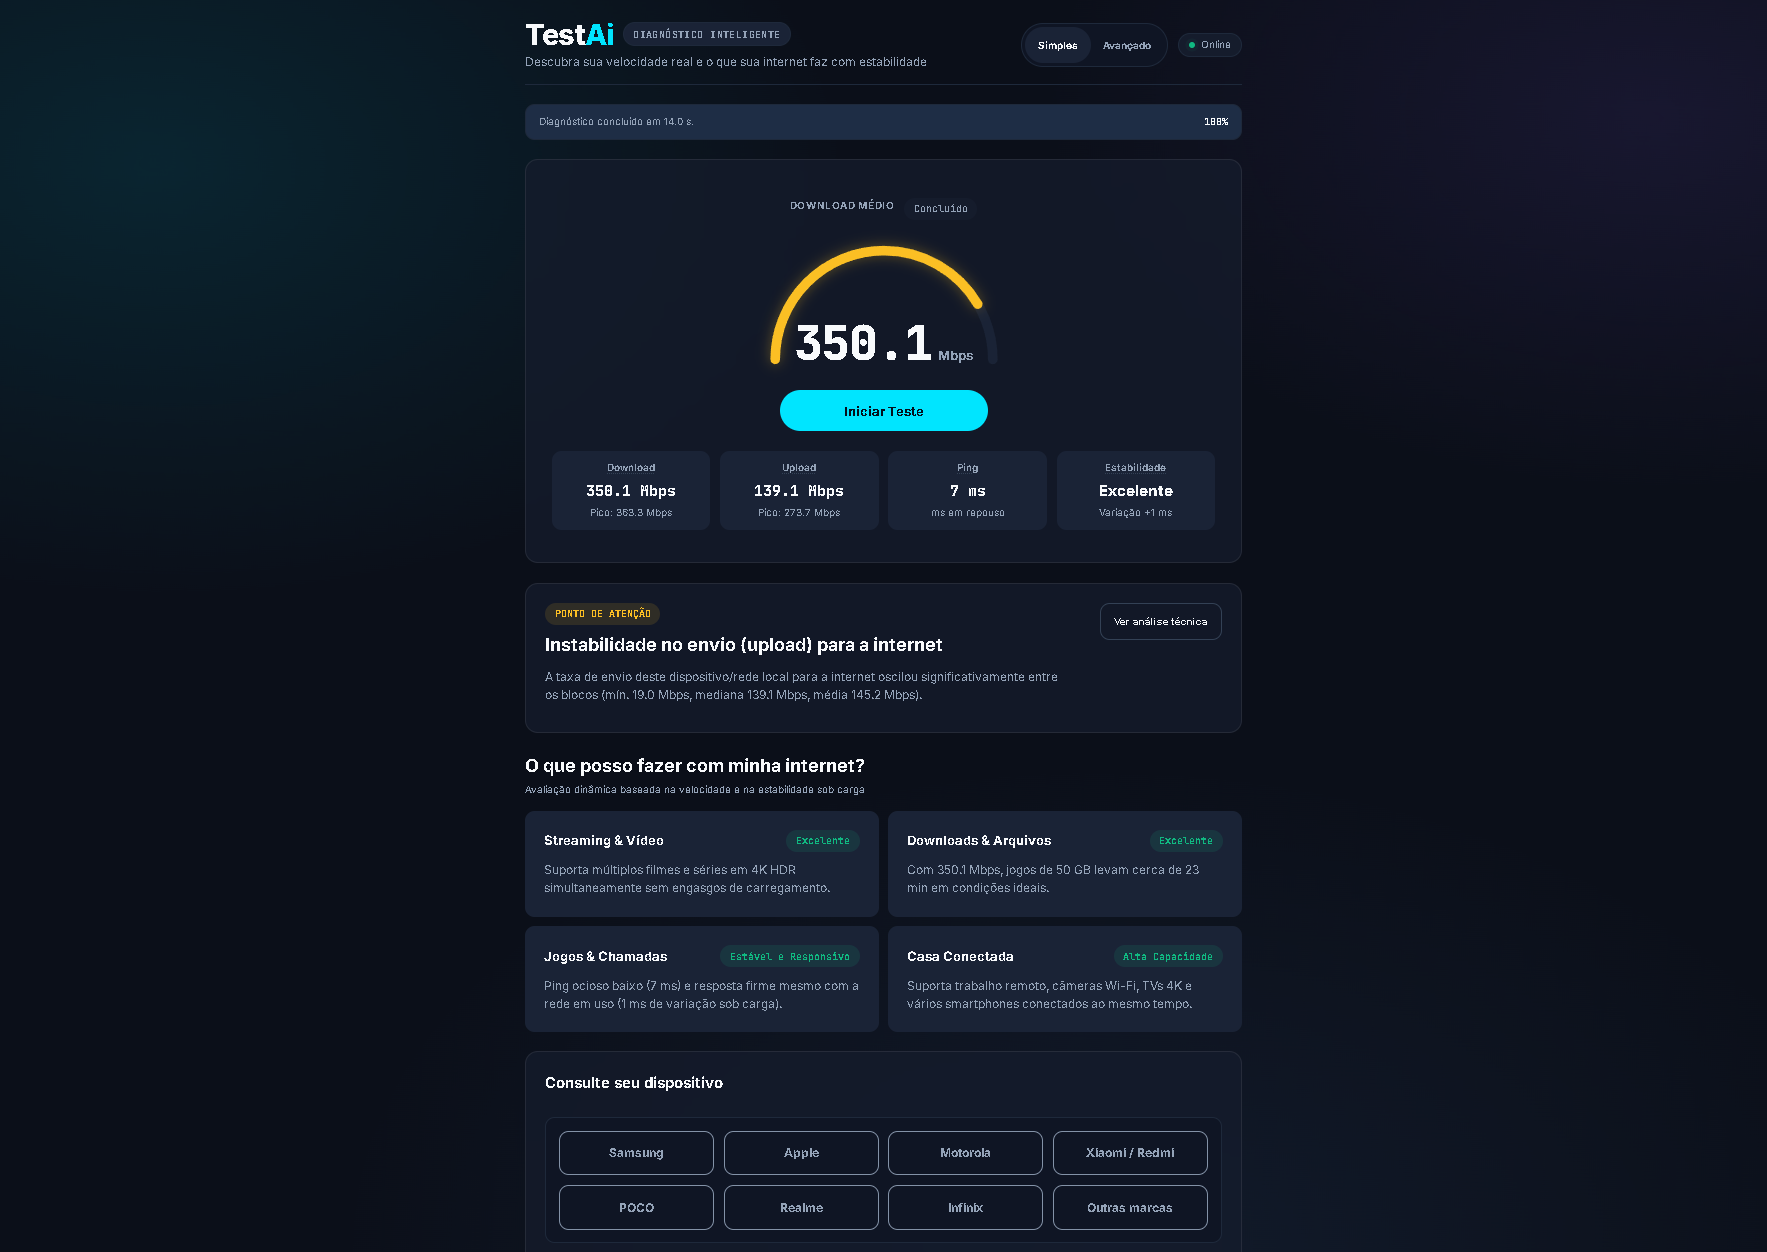 TestAi DIAGNÓSTICO INTELIGENTE
Descubra sua velocidade real e o que sua internet faz com estabilidade
Simples Avançado Online
Diagnóstico concluído em 14.0 s. 100%
DOWNLOAD MÉDIO Concluído
350.1 Mbps
Iniciar Teste
Download
350.1 Mbps
Pico: 363.3 Mbps
Upload
139.1 Mbps
Pico: 273.7 Mbps
Ping
7 ms
ms em repouso
Estabilidade
Excelente
Variação +1 ms
PONTO DE ATENÇÃO
Instabilidade no envio (upload) para a internet
Ver análise técnica
A taxa de envio deste dispositivo/rede local para a internet oscilou significativamente entre
os blocos (mín. 19.0 Mbps, mediana 139.1 Mbps, média 145.2 Mbps).
O que posso fazer com minha internet?
Avaliação dinâmica baseada na velocidade e na estabilidade sob carga
Streaming & Vídeo Excelente
Suporta múltiplos filmes e séries em 4K HDR
simultaneamente sem engasgos de carregamento.
Downloads & Arquivos Excelente
Com 350.1 Mbps, jogos de 50 GB levam cerca de 23
min em condições ideais.
Jogos & Chamadas Estável e Responsivo
Ping ocioso baixo (7 ms) e resposta firme mesmo com a
rede em uso (1 ms de variação sob carga).
Casa Conectada Alta Capacidade
Suporta trabalho remoto, câmeras Wi-Fi, TVs 4K e
vários smartphones conectados ao mesmo tempo.
Consulte seu dispositivo
Samsung Apple Motorola Xiaomi / Redmi
POCO Realme Infinix Outras marcas